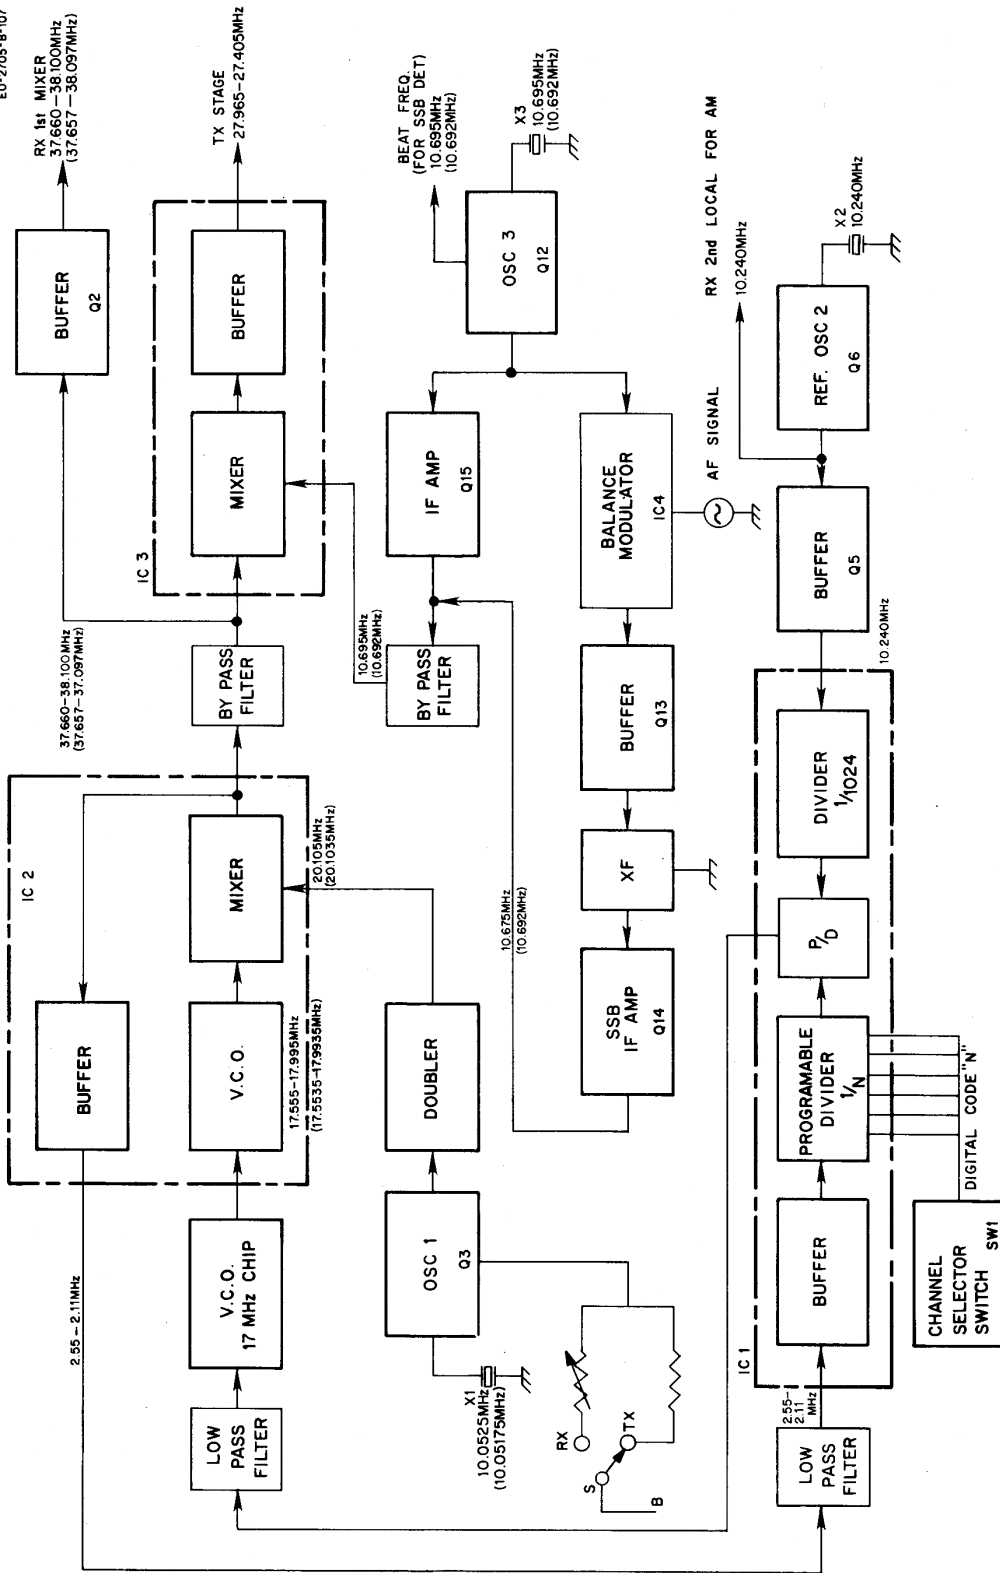 EU-2705-B-107
RX 1st MIXER
37.660–38.100MHz
(37.657–38.097MHz)
BUFFER
Q2
37.660-38.100MHz
(37.657-37.097MHz)
TX STAGE
27.965–27.405MHz
IC 3
MIXER
BUFFER
BY PASS
FILTER
IC 2
BUFFER
V.C.O.
17.555-17.995MHz
(17.5535-17.9935MHz)
MIXER
20.105MHz
(20.1035MHz)
2.55 - 2.11MHz
LOW
PASS
FILTER
V.C.O.
17 MHz CHIP
BEAT FREQ.
(FOR SSB DET)
10.695MHz
(10.692MHz)
OSC 3
Q12
X3
10.695MHz
(10.692MHz)
IF AMP
Q15
BY PASS
FILTER
10.695MHz
(10.692MHz)
OSC 1
Q3
DOUBLER
X1
10.0525MHz
(10.05175MHz)
RX
TX
S
B
10.675MHz
(10.692MHz)
SSB
IF AMP
Q14
XF
BUFFER
Q13
BALANCE
MODULATOR
IC4
AF SIGNAL
RX 2nd LOCAL FOR AM
10.240MHz
X2
10.240MHz
REF. OSC 2
Q6
BUFFER
Q5
10.240MHz
IC 1
LOW
PASS
FILTER
2.55-
2.11
MHz
BUFFER
PROGRAMABLE
DIVIDER
1/N
P/D
DIVIDER
1/1024
DIGITAL CODE "N"
CHANNEL
SELECTOR
SWITCH
SW1